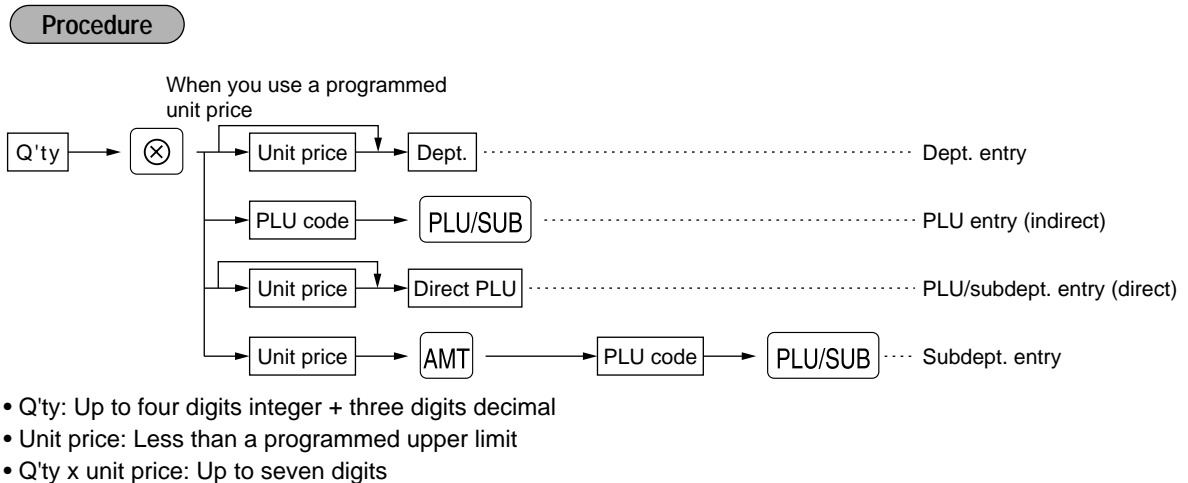 Procedure
When you use a programmed
unit price
Q'ty ⊗ Unit price Dept. Dept. entry
PLU code PLU/SUB PLU entry (indirect)
Unit price Direct PLU PLU/subdept. entry (direct)
Unit price AMT PLU code PLU/SUB Subdept. entry
• Q'ty: Up to four digits integer + three digits decimal
• Unit price: Less than a programmed upper limit
• Q'ty x unit price: Up to seven digits